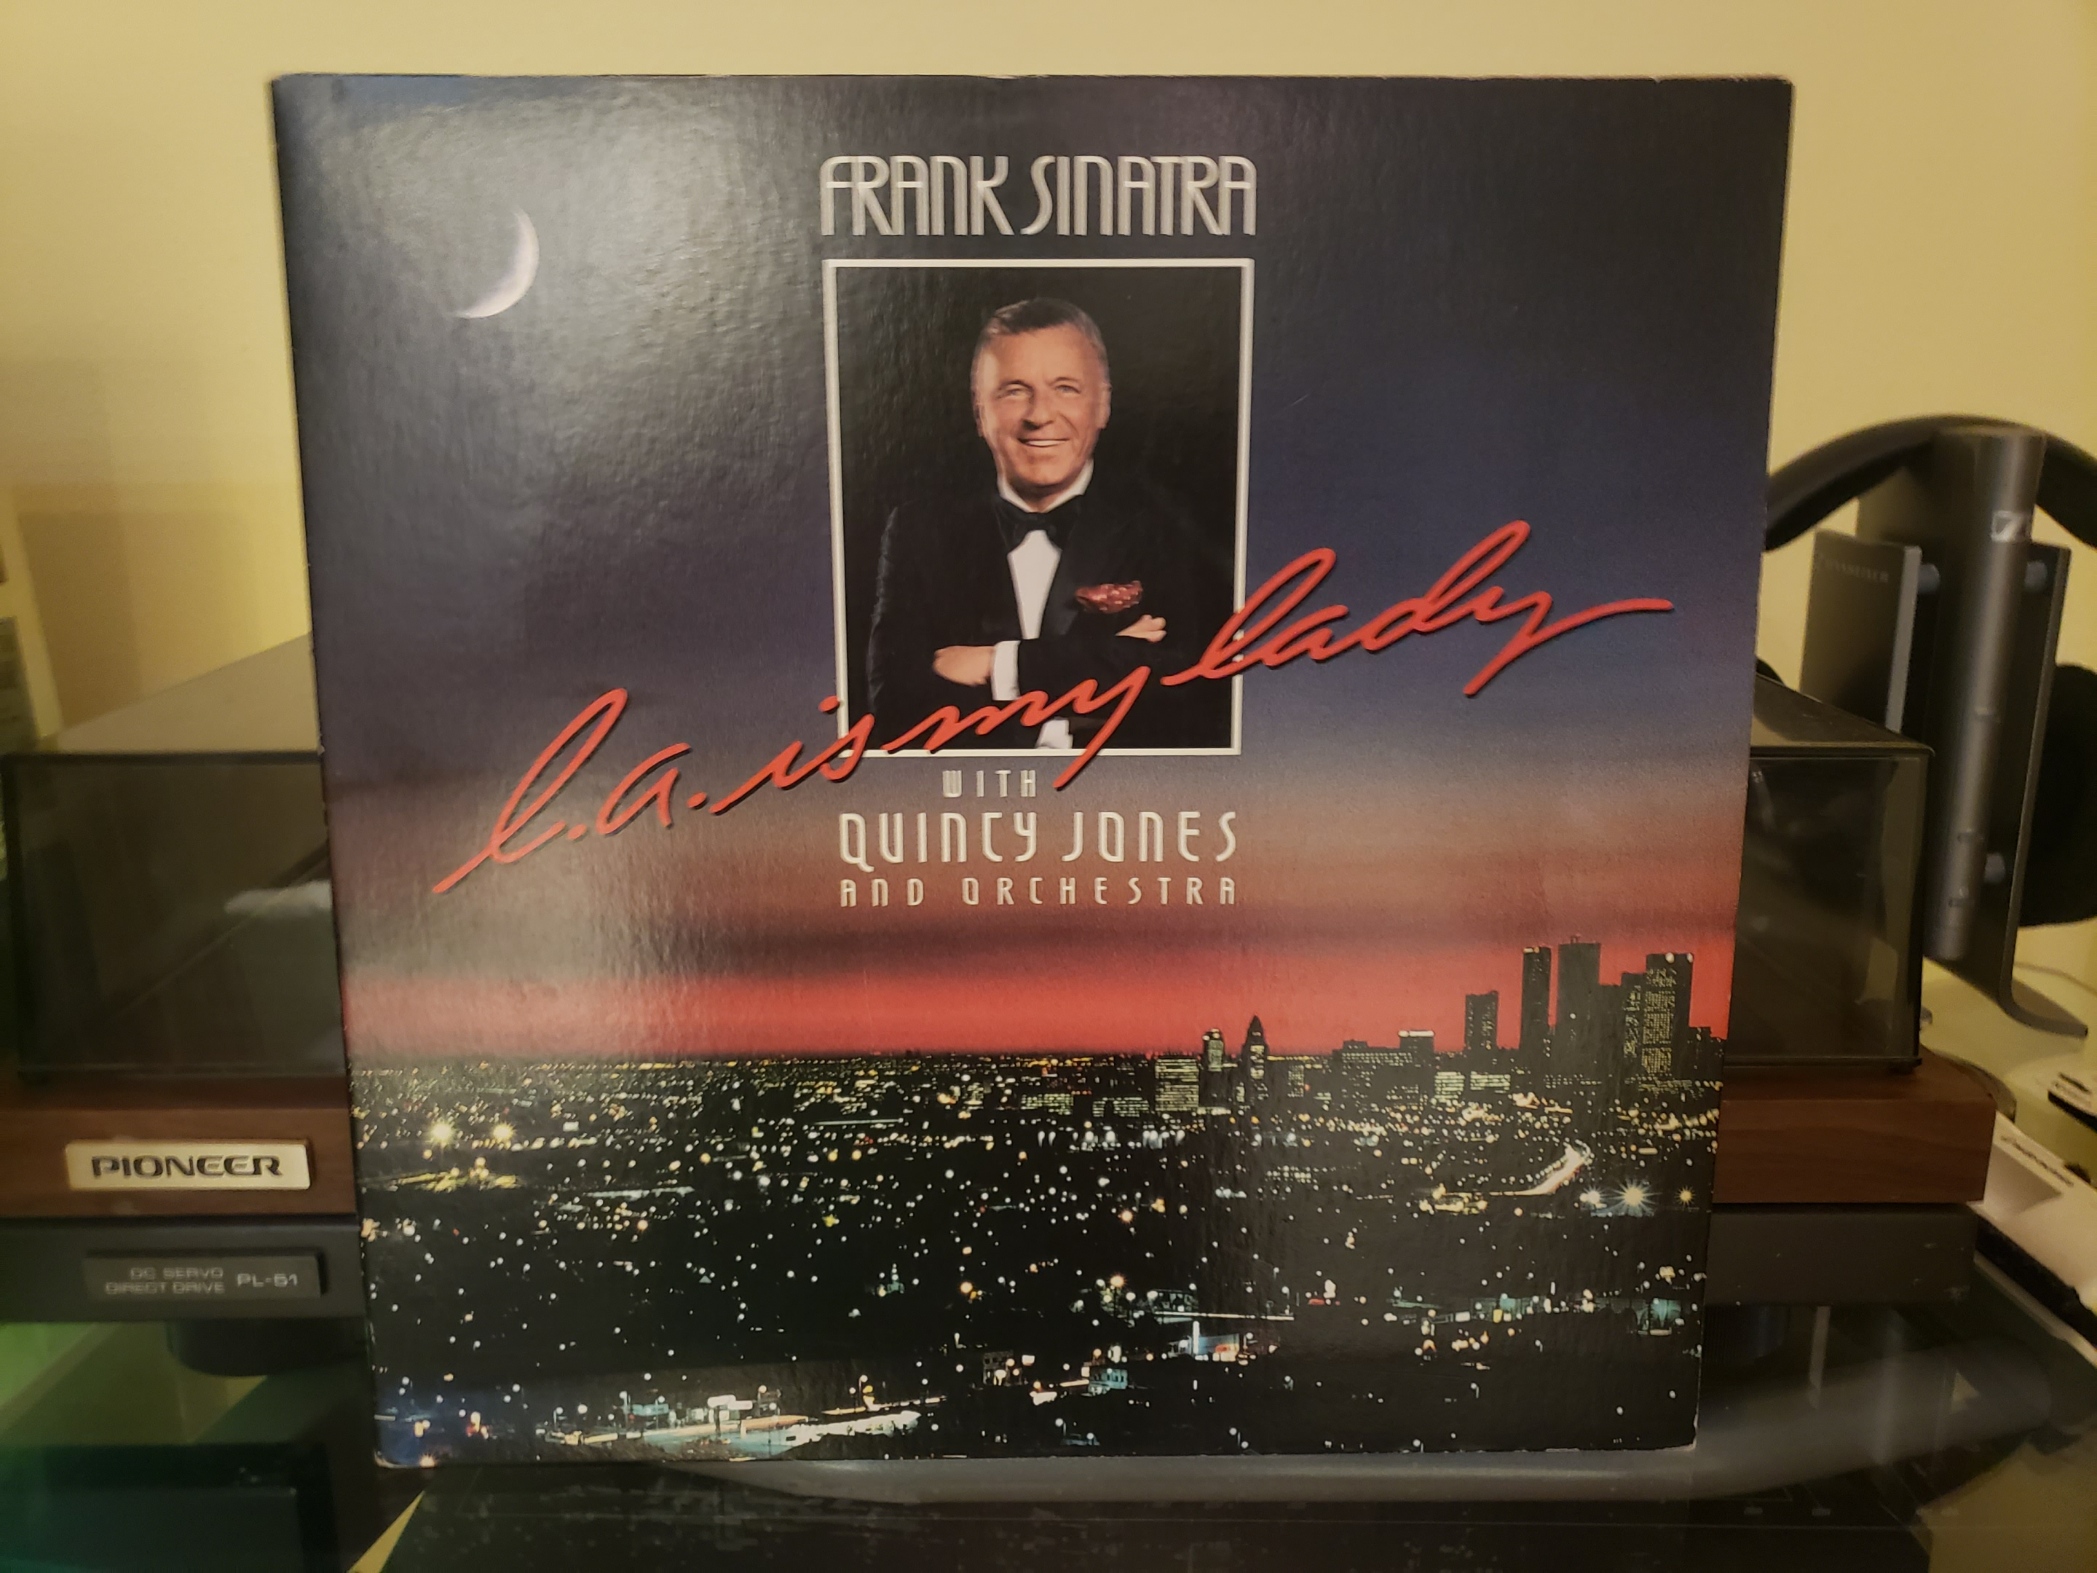 FRANK SINATRA
l.a. is my lady
WITH
QUINCY JONES
AND ORCHESTRA
PIONEER
DC SERVO
DIRECT DRIVE PL-51